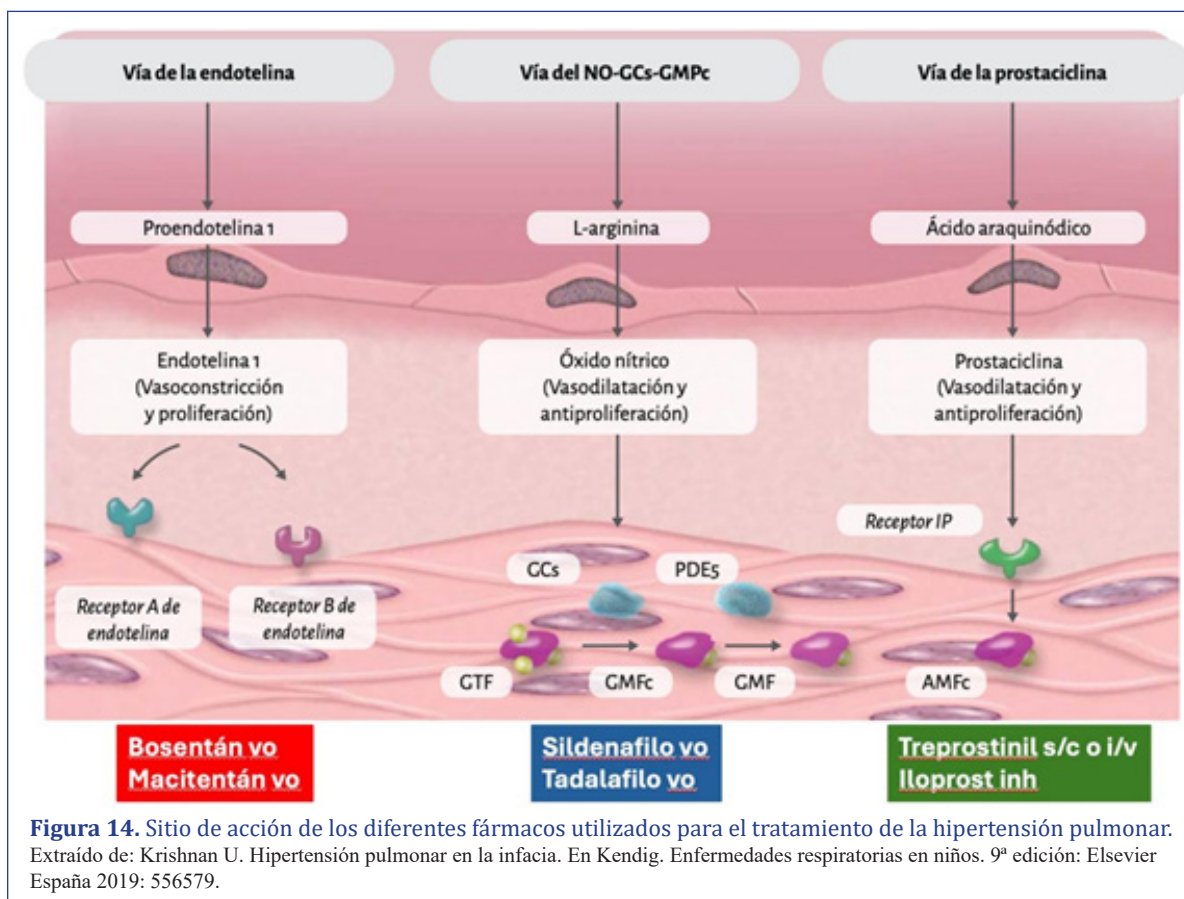 Vía de la endotelina
Vía del NO-GCs-GMPc
Vía de la prostaciclina
Proendotelina 1
L-arginina
Ácido araquinódico
Endotelina 1
(Vasoconstricción
y proliferación)
Óxido nítrico
(Vasodilatación y
antiproliferación)
Prostaciclina
(Vasodilatación y
antiproliferación)
Receptor IP
GCs
PDE5
Receptor A de
endotelina
Receptor B de
endotelina
GTF
GMFc
GMF
AMFc
Bosentán vo
Macitentán vo
Sildenafilo vo
Tadalafilo vo
Treprostinil s/c o i/v
Iloprost inh
Figura 14. Sitio de acción de los diferentes fármacos utilizados para el tratamiento de la hipertensión pulmonar.
Extraído de: Krishnan U. Hipertensión pulmonar en la infacia. En Kendig. Enfermedades respiratorias en niños. 9ª edición: Elsevier
España 2019: 556579.